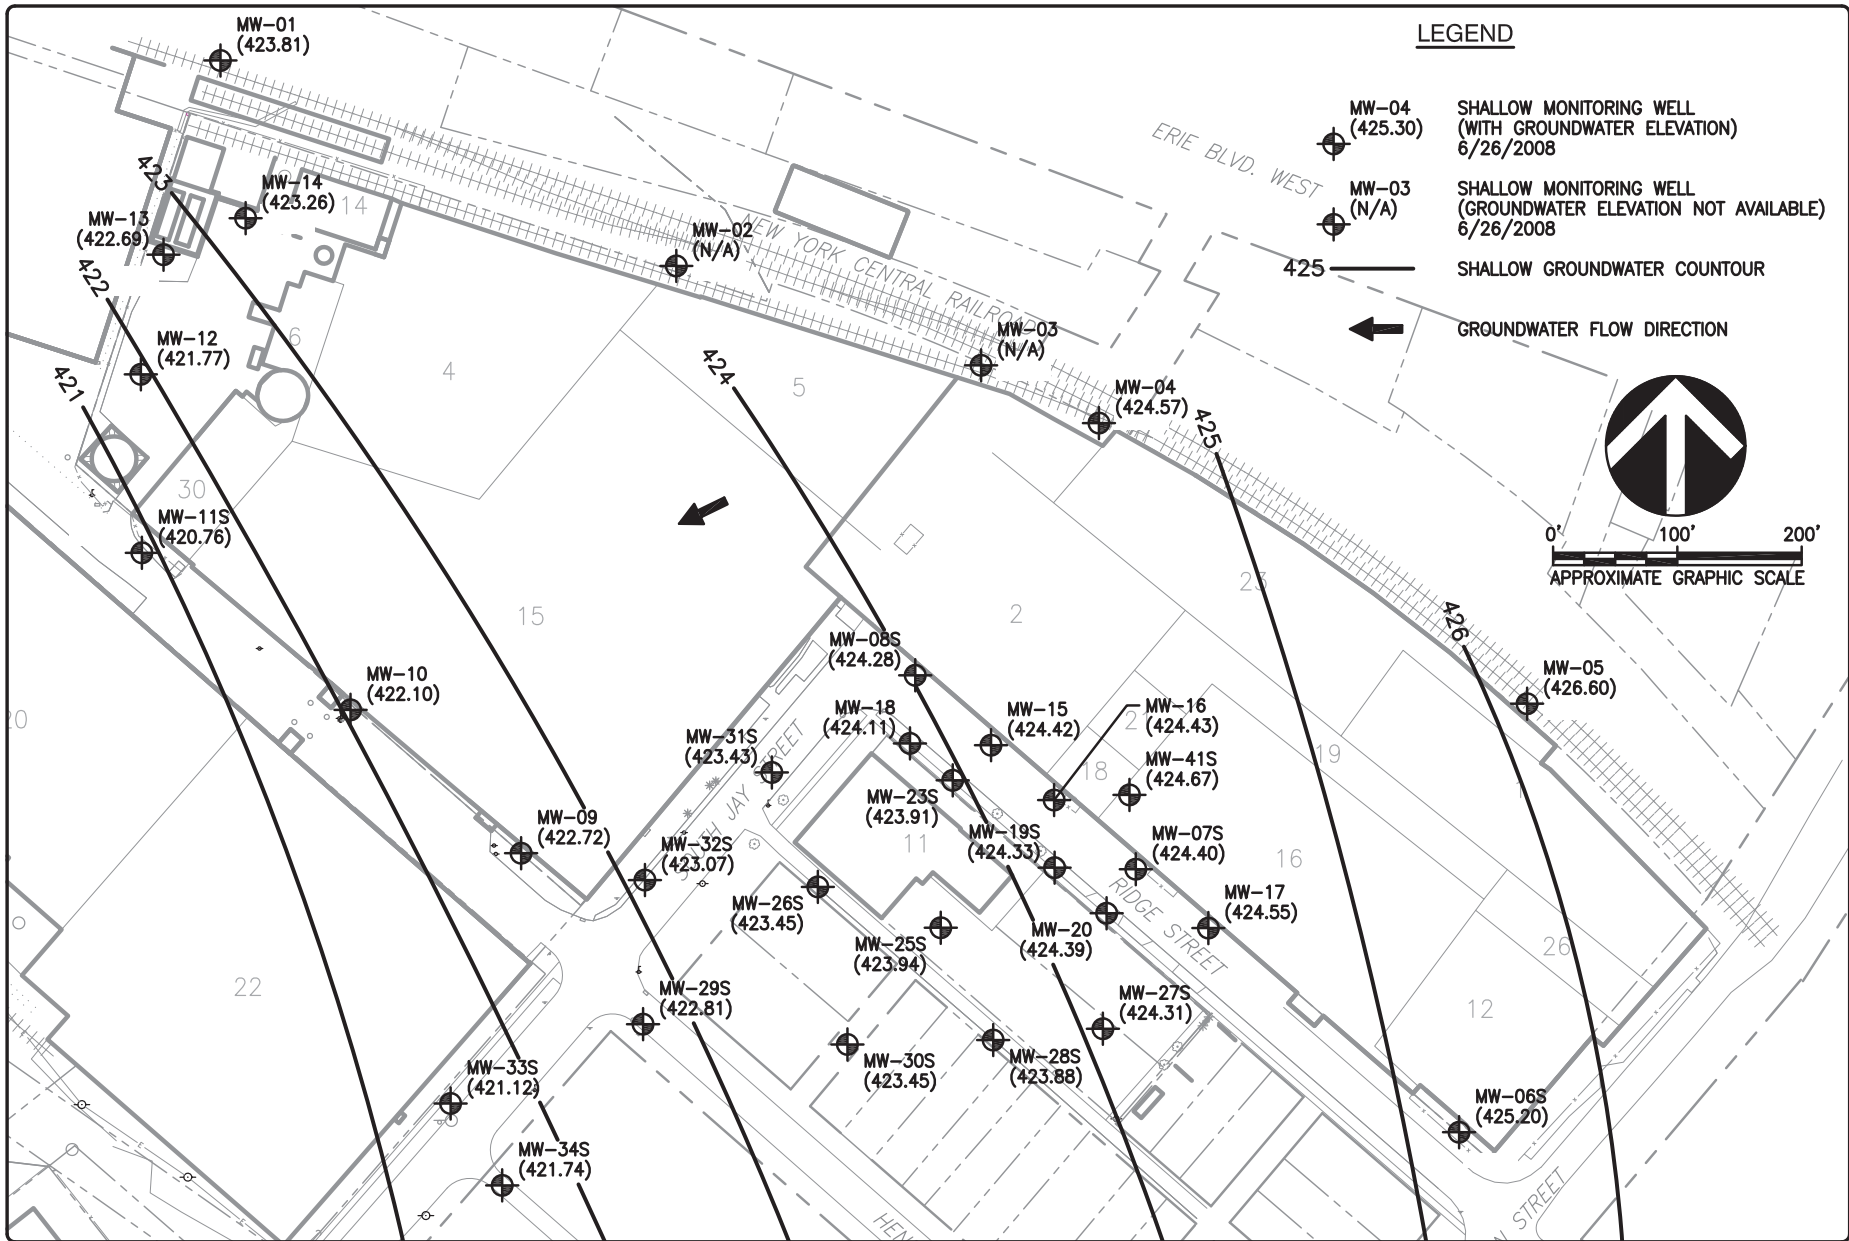 MW-01
(423.81)
LEGEND
MW-04
(425.30)
SHALLOW MONITORING WELL
(WITH GROUNDWATER ELEVATION)
6/26/2008
MW-03
(N/A)
SHALLOW MONITORING WELL
(GROUNDWATER ELEVATION NOT AVAILABLE)
6/26/2008
425
SHALLOW GROUNDWATER COUNTOUR
GROUNDWATER FLOW DIRECTION
0'
100'
200'
APPROXIMATE GRAPHIC SCALE
ERIE BLVD. WEST
NEW YORK CENTRAL RAILROAD
423
MW-14
(423.26)
14
MW-13
(422.69)
MW-02
(N/A)
422
6
MW-12
(421.77)
421
4
5
424
MW-03
(N/A)
MW-04
(424.57)
425
30
MW-11S
(420.76)
15
2
23
426
MW-05
(426.60)
MW-08S
(424.28)
MW-10
(422.10)
20
MW-18
(424.11)
MW-15
(424.42)
MW-16
(424.43)
MW-31S
(423.43)
19
18
MW-41S
(424.67)
MW-23S
(423.91)
1
MW-09
(422.72)
MW-32S
(423.07)
SOUTH JAY STREET
11
MW-19S
(424.33)
MW-07S
(424.40)
16
MW-26S
(423.45)
MW-17
(424.55)
RIDGE STREET
MW-20
(424.39)
MW-25S
(423.94)
26
22
MW-29S
(422.81)
MW-27S
(424.31)
12
MW-30S
(423.45)
MW-28S
(423.88)
MW-33S
(421.12)
MW-06S
(425.20)
MW-34S
(421.74)
HEN
N STREET